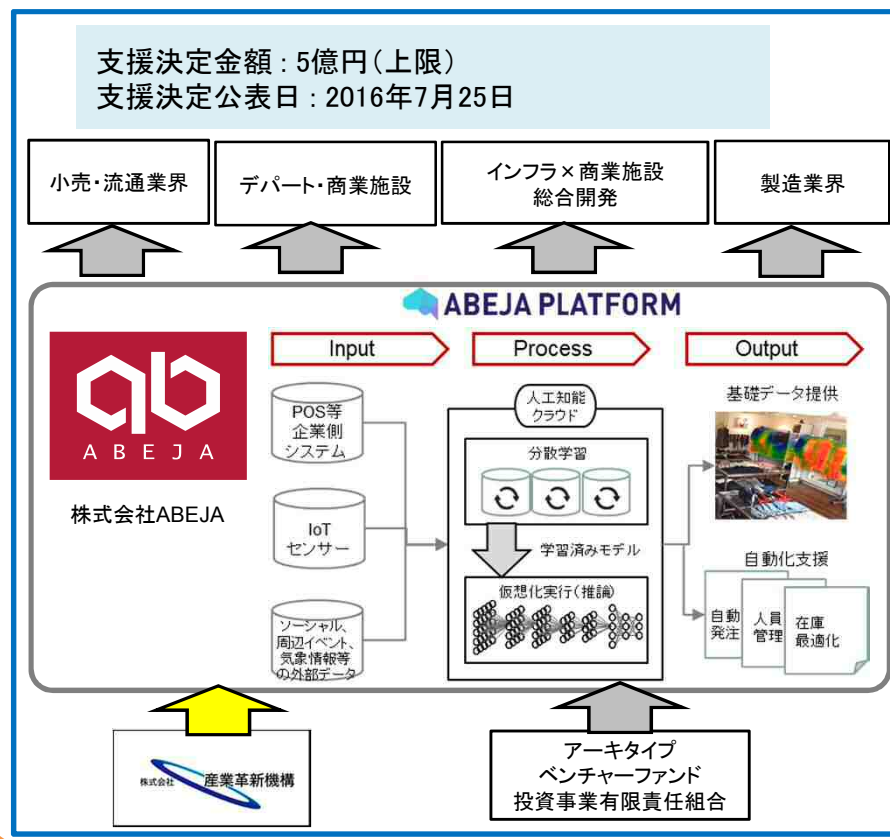 支援決定金額：5億円（上限）
支援決定公表日：2016年7月25日
小売・流通業界
デパート・商業施設
インフラ×商業施設
総合開発
製造業界
ABEJA PLATFORM
ABEJA
株式会社ABEJA
Input
Process
Output
POS等
企業側
システム
IoT
センサー
ソーシャル、
周辺イベント、
気象情報等
の外部データ
人工知能
クラウド
分散学習
学習済みモデル
仮想化実行（推論）
基礎データ提供
自動化支援
自動
発注
人員
管理
在庫
最適化
株式会社 産業革新機構
アーキタイプ
ベンチャーファンド
投資事業有限責任組合